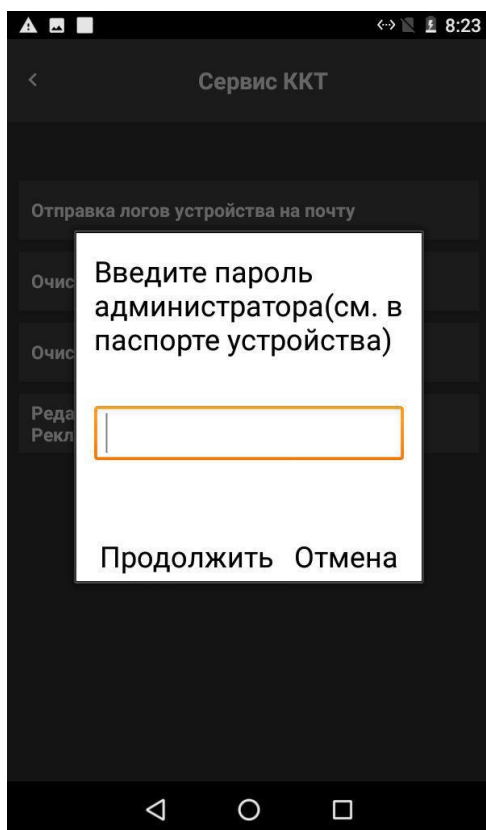 8:23
Сервис ККТ
Отправка логов устройства на почту
Введите пароль
администратора(см. в
паспорте устройства)
Очис
Очис
Реда
Рекл
Продолжить Отмена